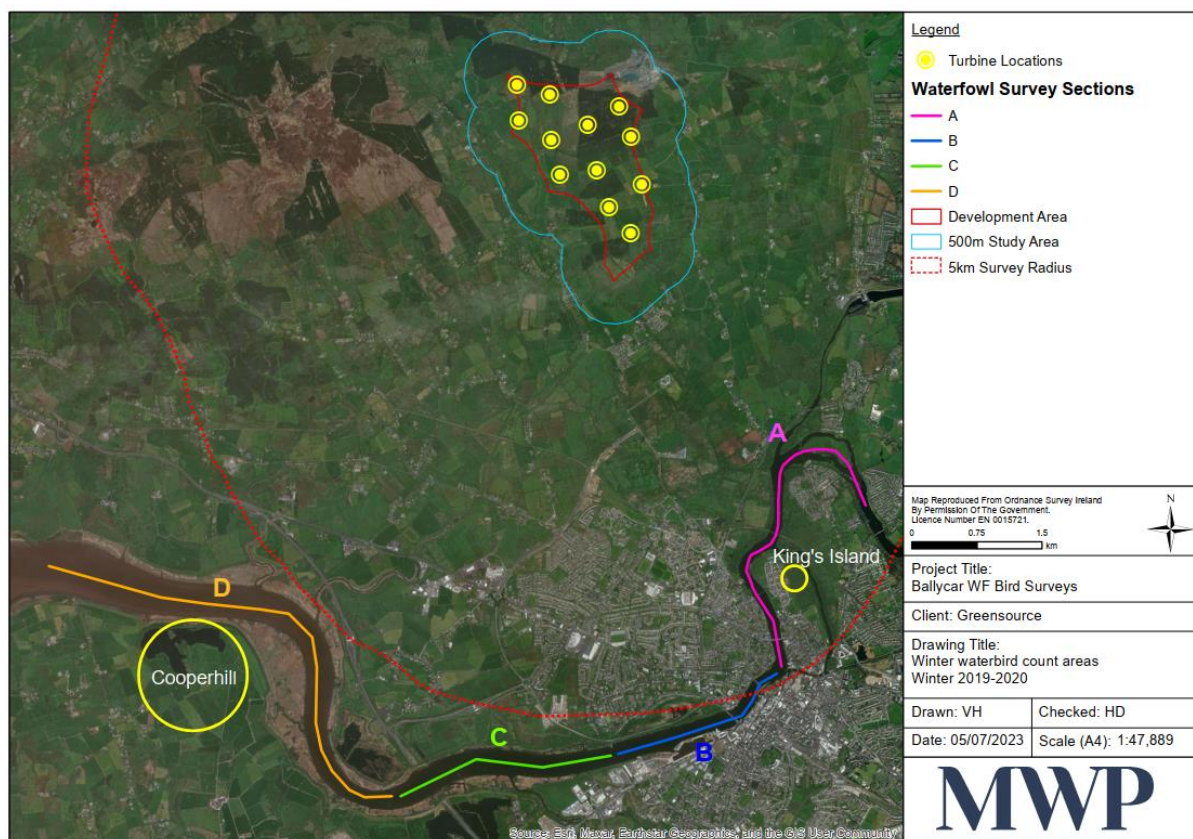 A
King's Island
D
Cooperhill
C
B
Source: Esri, Maxar, Earthstar Geographics, and the GIS User Community
Legend
Turbine Locations
Waterfowl Survey Sections
A
B
C
D
Development Area
500m Study Area
5km Survey Radius
Map Reproduced From Ordnance Survey Ireland
By Permission Of The Government.
Licence Number EN 0015721.
N
0 0.75 1.5
km
Project Title:
Ballycar WF Bird Surveys
Client: Greensource
Drawing Title:
Winter waterbird count areas
Winter 2019-2020
Drawn: VH
Checked: HD
Date: 05/07/2023
Scale (A4): 1:47,889
MWP